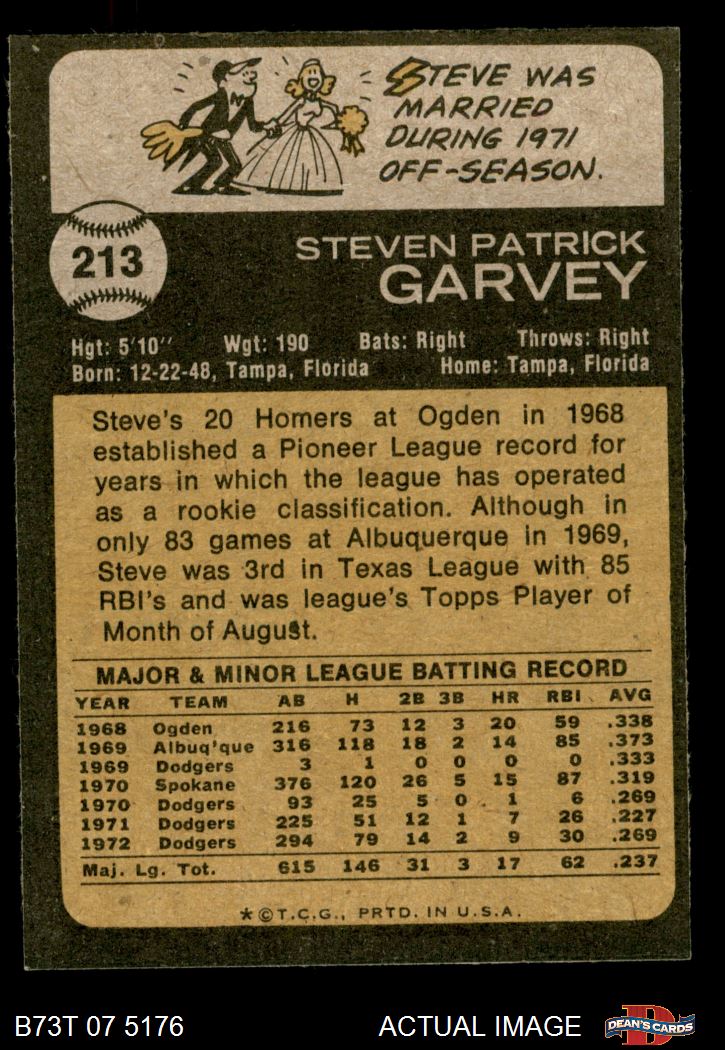 STEVE WAS
MARRIED
DURING 1971
OFF-SEASON.
213
STEVEN PATRICK
GARVEY
Hgt: 5'10" Wgt: 190 Bats: Right Throws: Right
Born: 12-22-48, Tampa, Florida Home: Tampa, Florida
Steve's 20 Homers at Ogden in 1968
established a Pioneer League record for
years in which the league has operated
as a rookie classification. Although in
only 83 games at Albuquerque in 1969,
Steve was 3rd in Texas League with 85
RBI's and was league's Topps Player of
Month of August.
MAJOR & MINOR LEAGUE BATTING RECORD
YEAR TEAM AB H 2B 3B HR RBI AVG
1968 Ogden 216 73 12 3 20 59 .338
1969 Albuq'que 316 118 18 2 14 85 .373
1969 Dodgers 3 1 0 0 0 0 .333
1970 Spokane 376 120 26 5 15 87 .319
1970 Dodgers 93 25 5 0 1 6 .269
1971 Dodgers 225 51 12 1 7 26 .227
1972 Dodgers 294 79 14 2 9 30 .269
Maj. Lg. Tot. 615 146 31 3 17 62 .237
*©T.C.G., PRTD. IN U.S.A.
B73T 07 5176 ACTUAL IMAGE DEAN'S CARDS